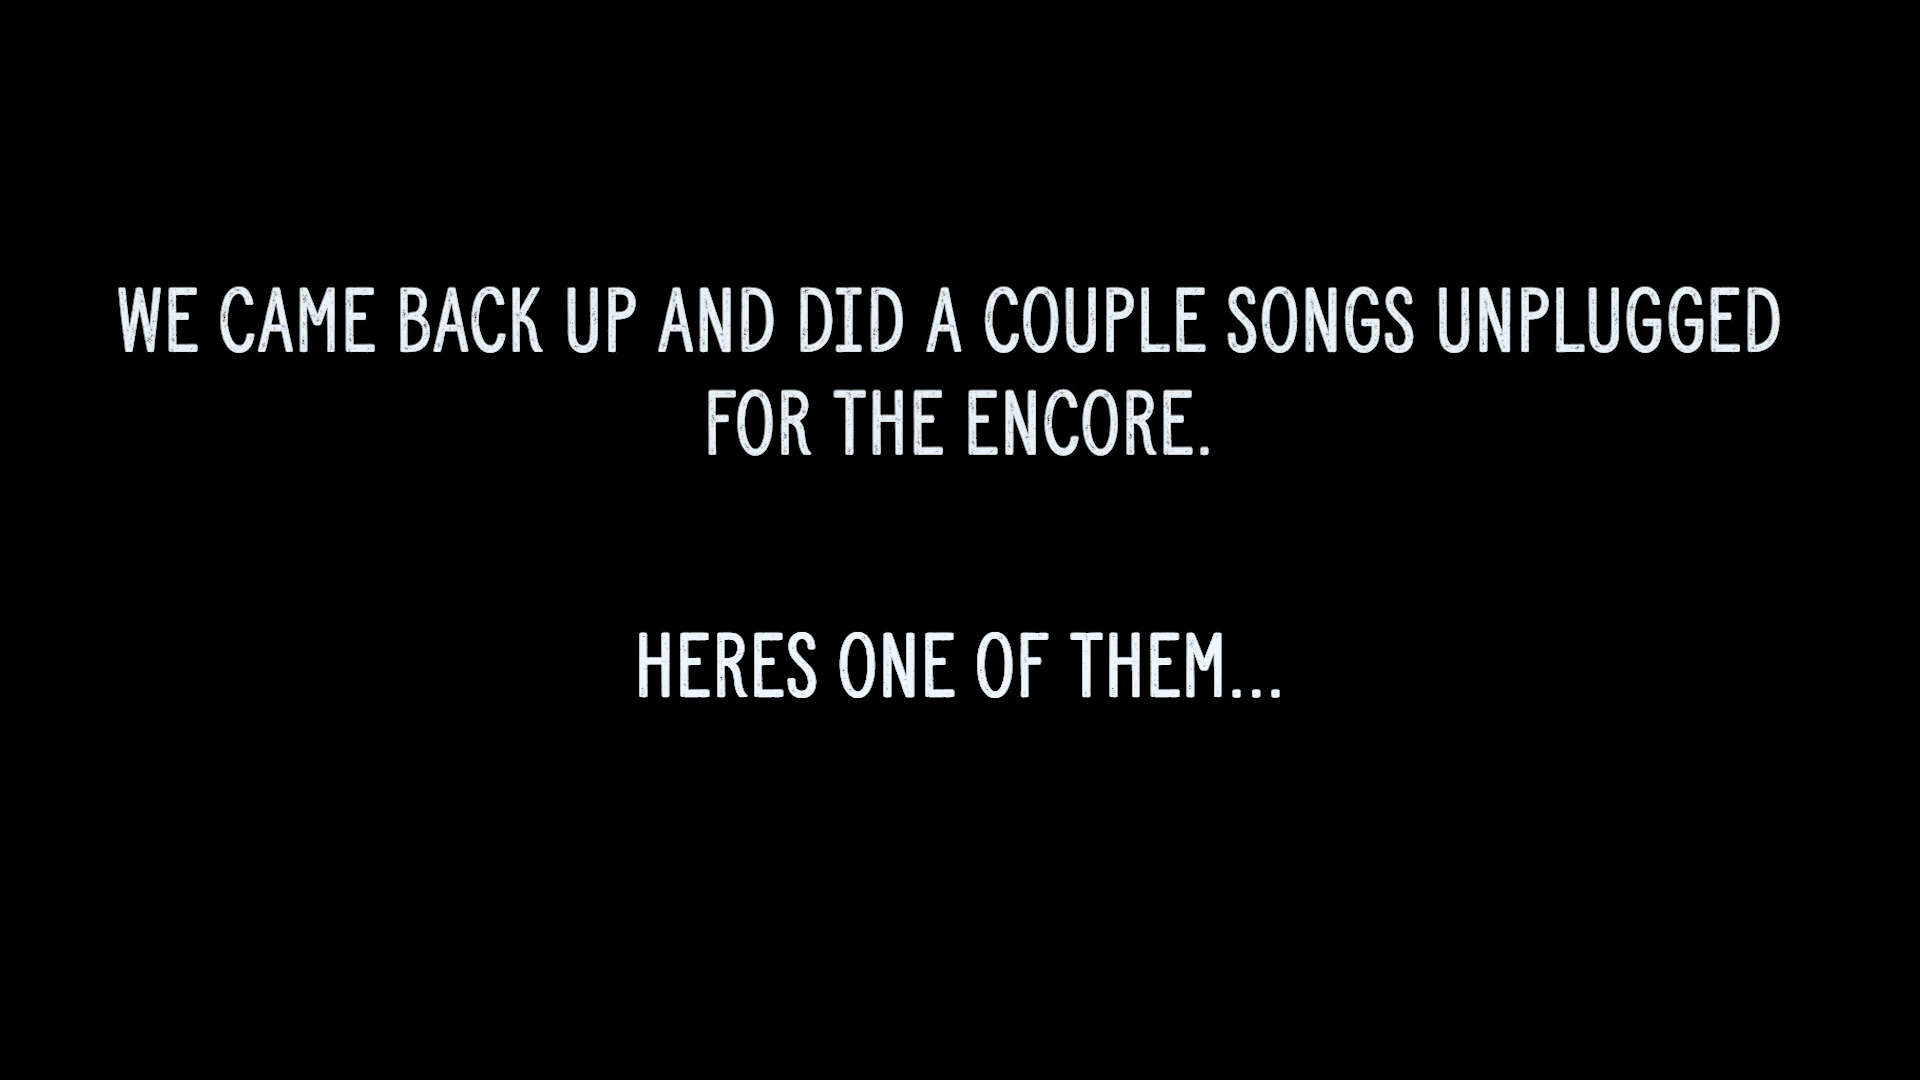 WE CAME BACK UP AND DID A COUPLE SONGS UNPLUGGED
FOR THE ENCORE.
HERES ONE OF THEM...